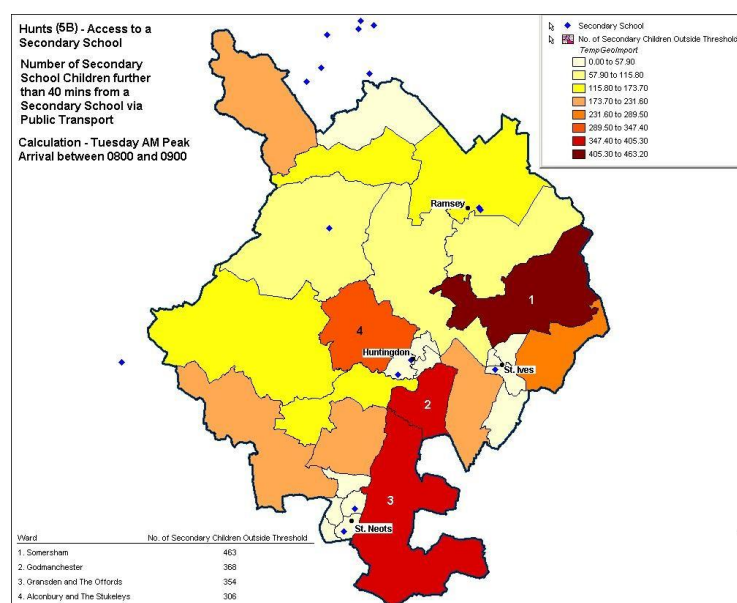 Hunts (5B) - Access to a
Secondary School
Number of Secondary
School Children further
than 40 mins from a
Secondary School via
Public Transport
Calculation - Tuesday AM Peak
Arrival between 0800 and 0900
Secondary School
No. of Secondary Children Outside Threshold
TempGeoImport
0.00 to 57.90
57.90 to 115.80
115.80 to 173.70
173.70 to 231.60
231.60 to 289.50
289.50 to 347.40
347.40 to 405.30
405.30 to 463.20
Ramsey
1
4
Huntingdon
St. Ives
2
3
St. Neots
Ward No. of Secondary Children Outside Threshold
1. Somersham 463
2. Godmanchester 368
3. Gransden and The Offords 354
4. Alconbury and The Stukeleys 306